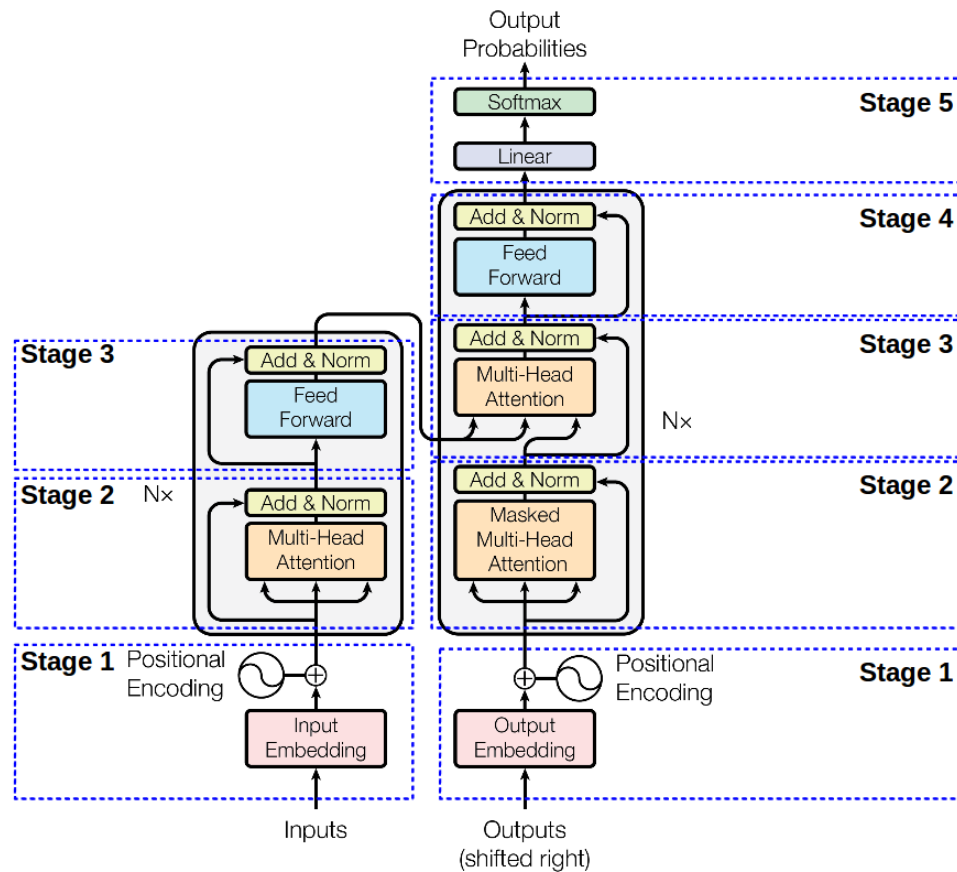 Output
Probabilities
Softmax
Stage 5
Linear
Add & Norm
Stage 4
Feed
Forward
Add & Norm
Stage 3
Multi-Head
Attention
N×
Add & Norm
Stage 2
Masked
Multi-Head
Attention
Stage 3
Add & Norm
Feed
Forward
Stage 2
N×
Add & Norm
Multi-Head
Attention
Stage 1
Positional
Encoding
Input
Embedding
Inputs
Positional
Encoding
Stage 1
Output
Embedding
Outputs
(shifted right)